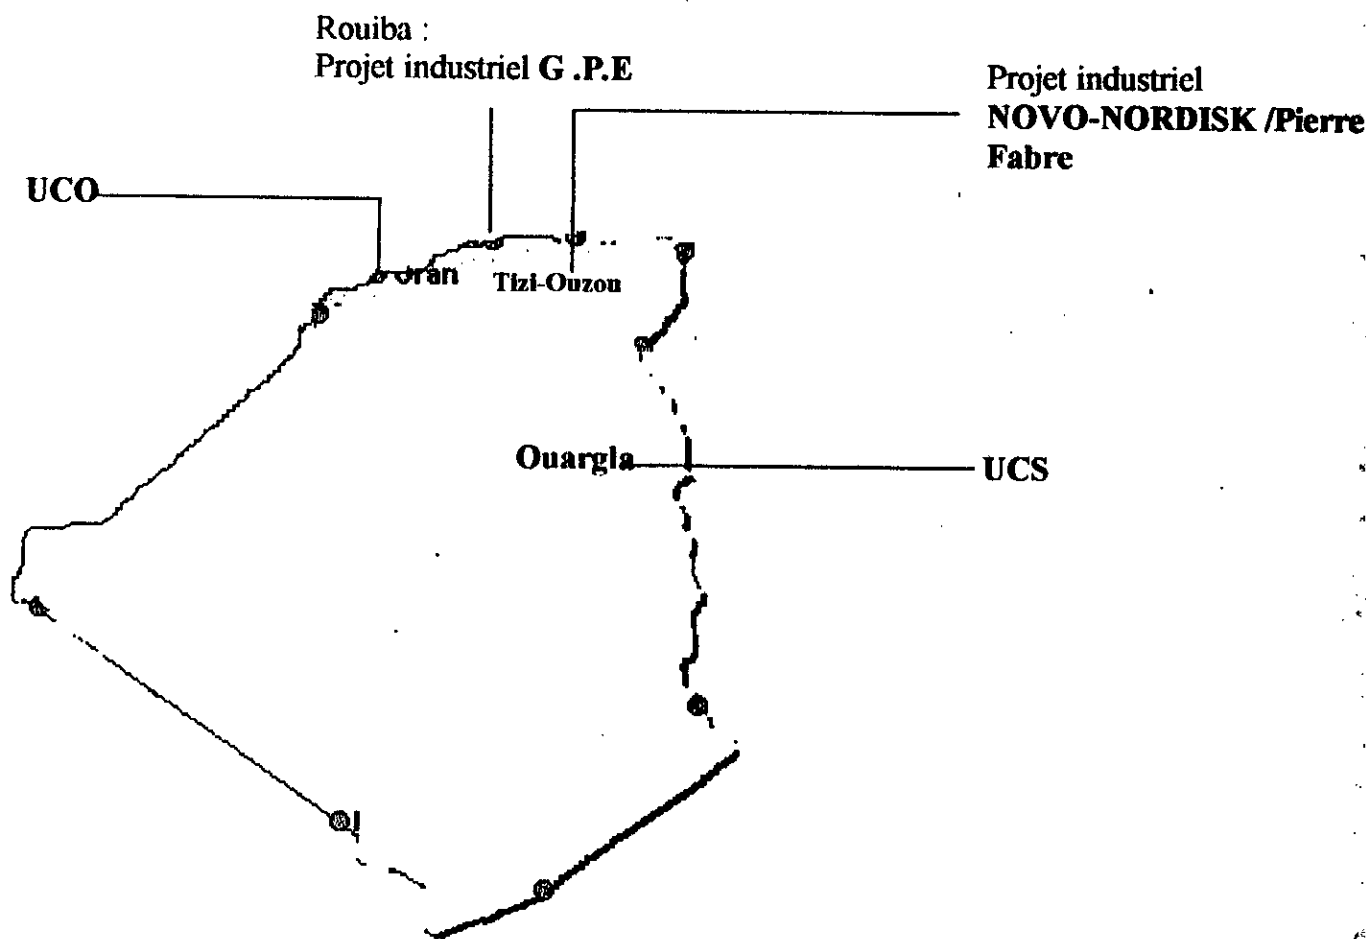 Rouiba :
Projet industriel G .P.E
Projet industriel
NOVO-NORDISK /Pierre
Fabre
UCO
Oran
Tizi-Ouzou
Ouargla
UCS